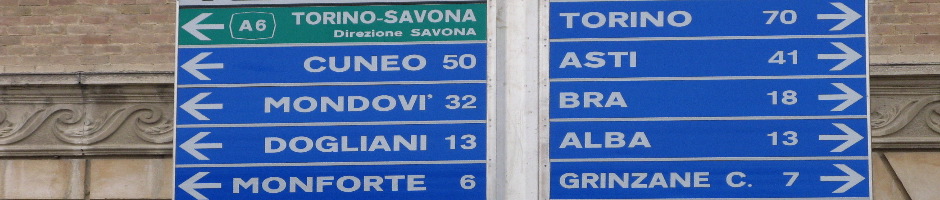 A6 TORINO-SAVONA
Direzione SAVONA
CUNEO 50
MONDOVI' 32
DOGLIANI 13
MONFORTE 6
TORINO 70
ASTI 41
BRA 18
ALBA 13
GRINZANE C. 7